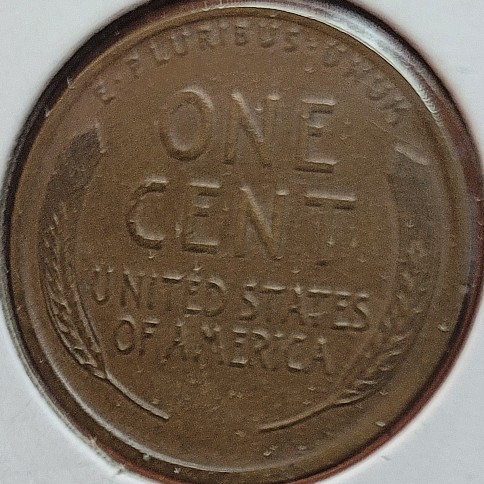 E·PLURIBUS·UNUM
ONE
CENT
UNITED STATES
OF AMERICA